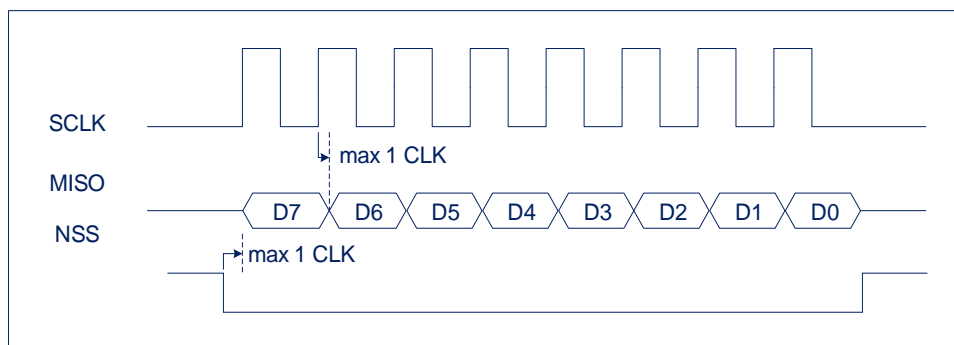 SCLK
max 1 CLK
MISO
D7 D6 D5 D4 D3 D2 D1 D0
NSS
max 1 CLK